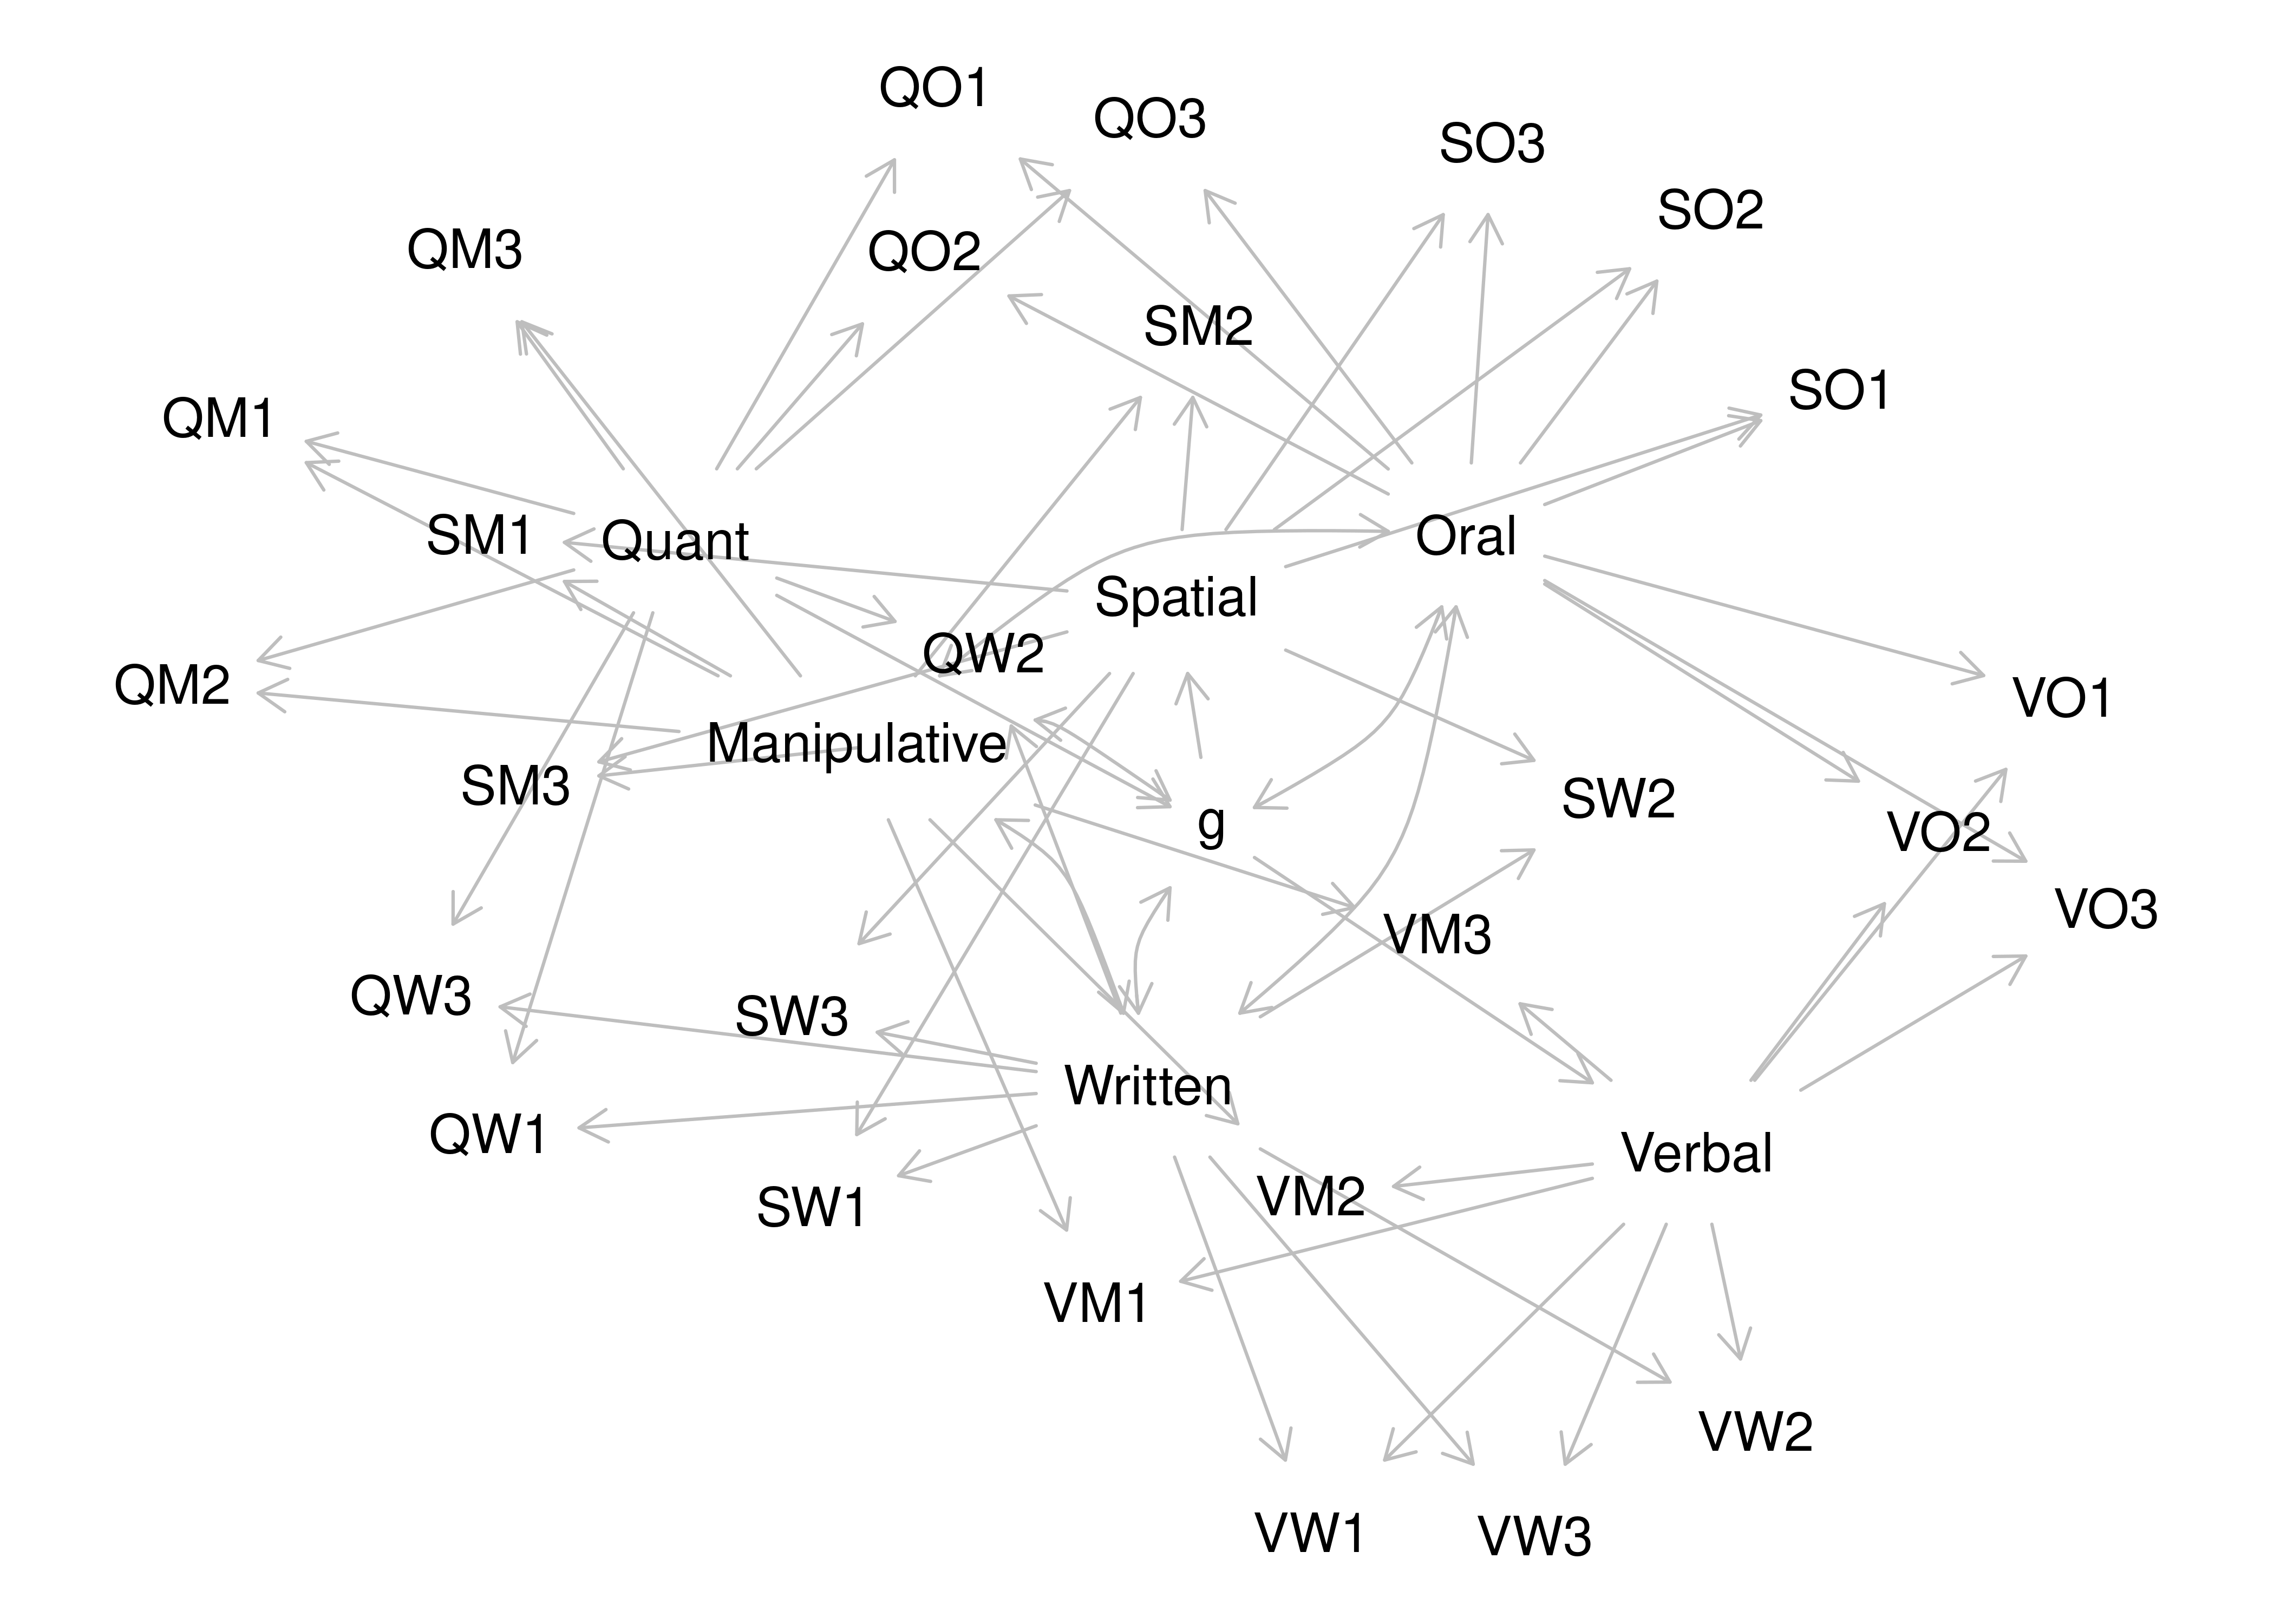 QO1
QO3
SO3
SO2
QM3
QO2
SM2
SO1
QM1
SM1
Quant
Oral
Spatial
QW2
QM2
VO1
Manipulative
SM3
SW2
g
VO2
VO3
VM3
QW3
SW3
Written
QW1
Verbal
VM2
SW1
VM1
VW2
VW1
VW3